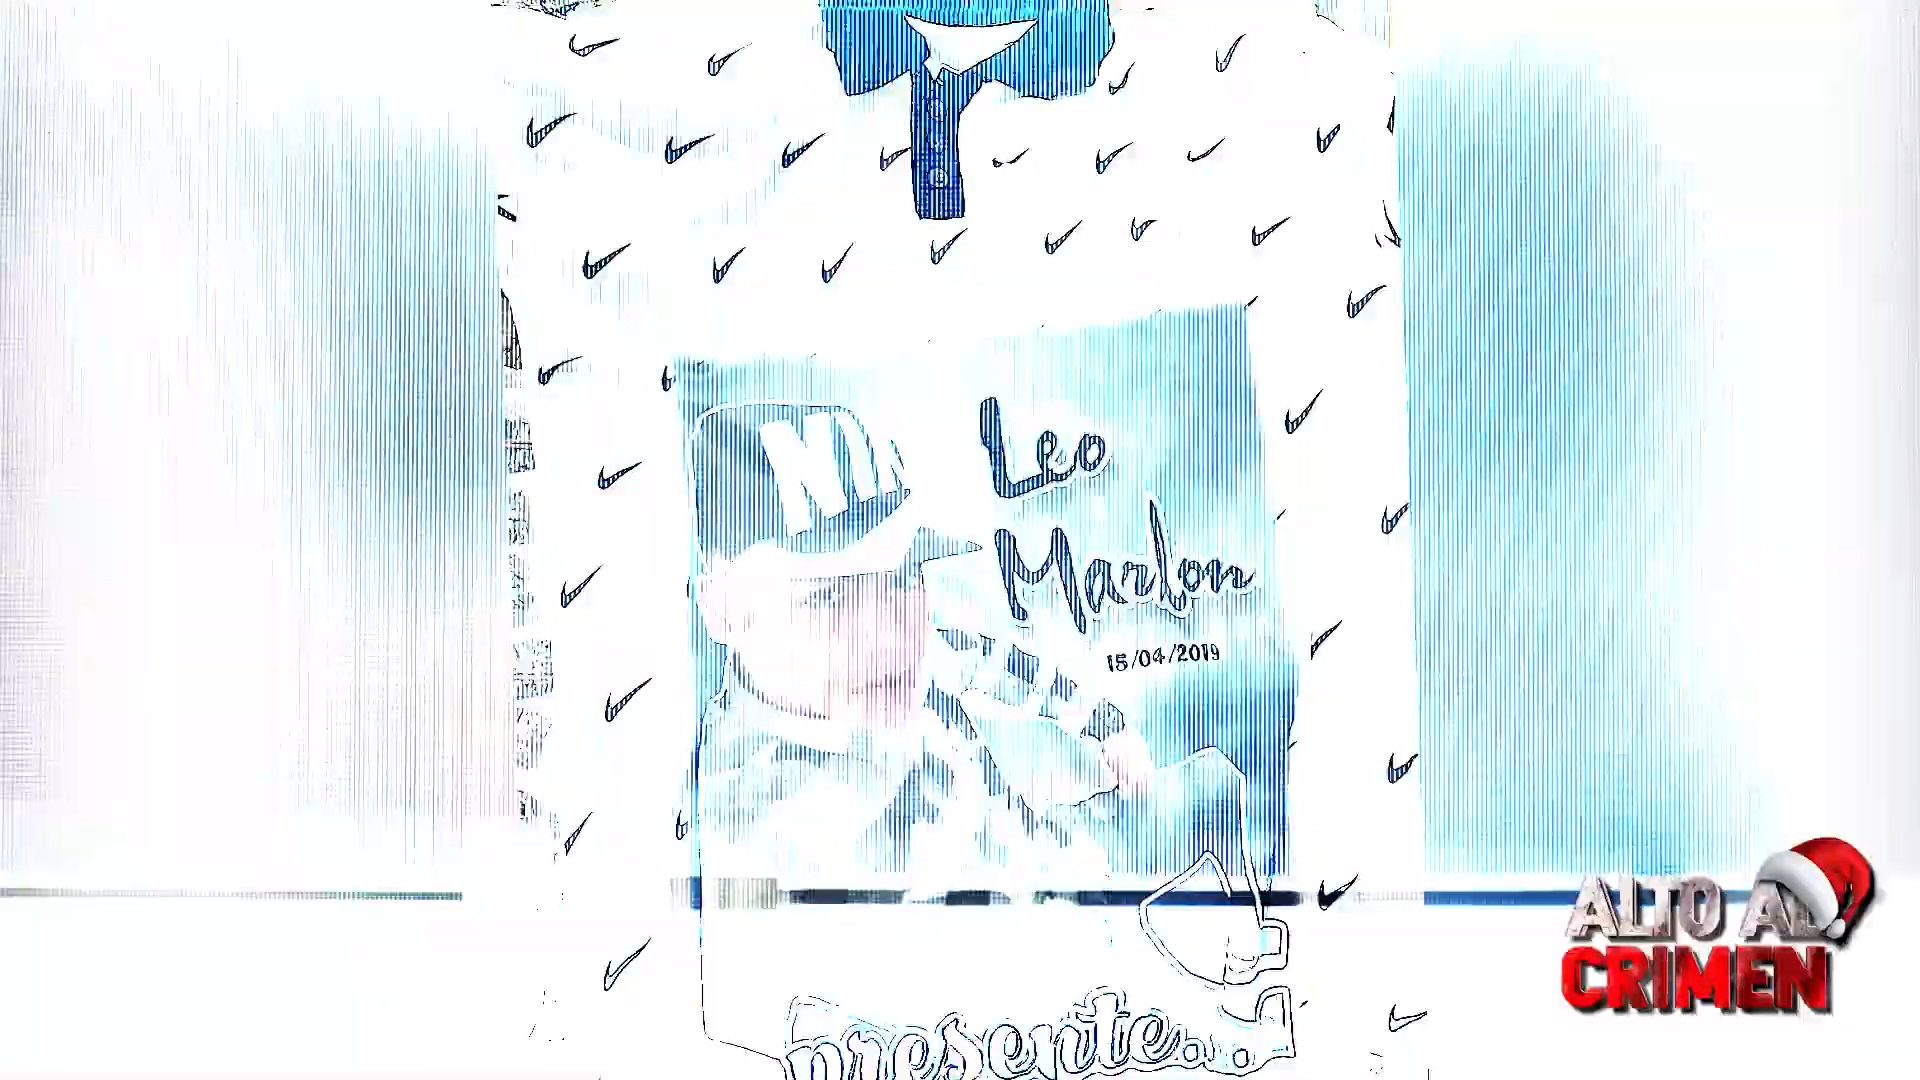 Leo
Marlon
15/04/2019
presente...
ALTO AL
CRIMEN